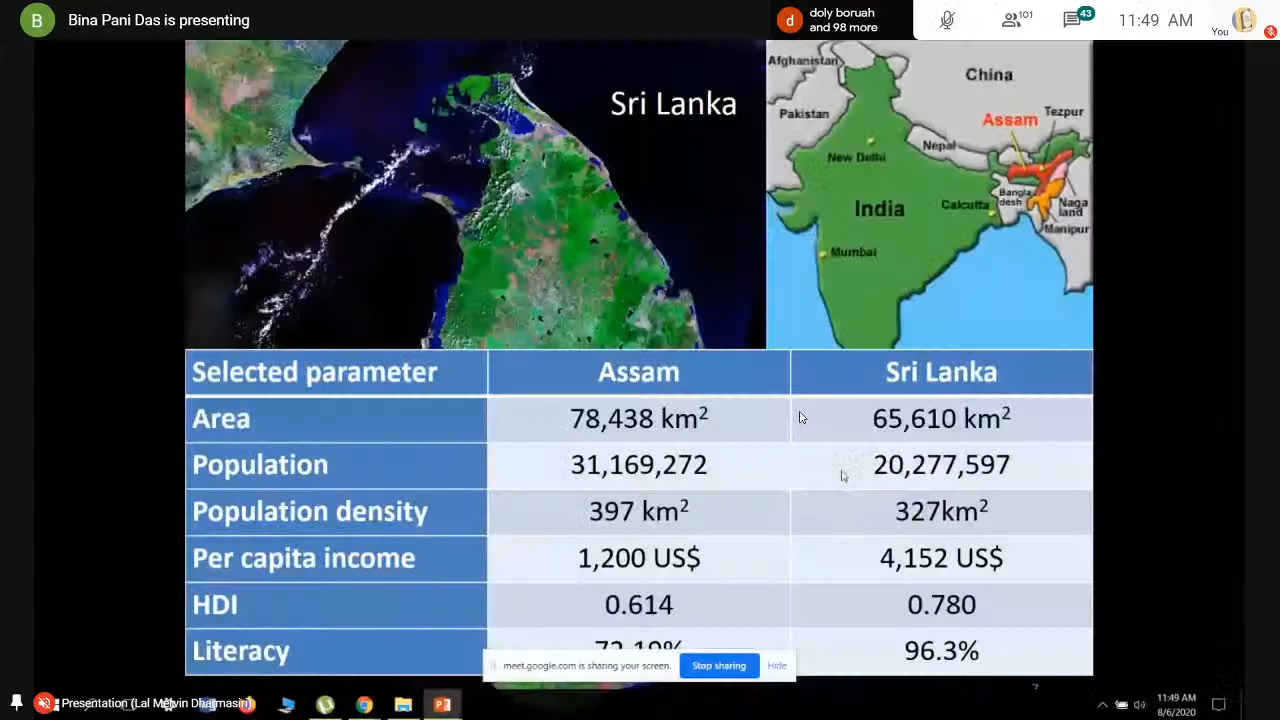 B Bina Pani Das is presenting
d doly boruah
and 98 more
101
43
11:49 AM
You
Sri Lanka
Afghanistan
China
Pakistan
Assam
Tezpur
Nepal
New Delhi
India
Calcutta
Bangla
desh
Naga
land
Manipur
Mumbai
Selected parameter Assam Sri Lanka
Area 78,438 km² 65,610 km²
Population 31,169,272 20,277,597
Population density 397 km² 327km²
Per capita income 1,200 US$ 4,152 US$
HDI 0.614 0.780
Literacy 96.3%
meet.google.com is sharing your screen. Stop sharing Hide
Presentation (Lal Melvin Dharmasiri)
11:49 AM
8/6/2020